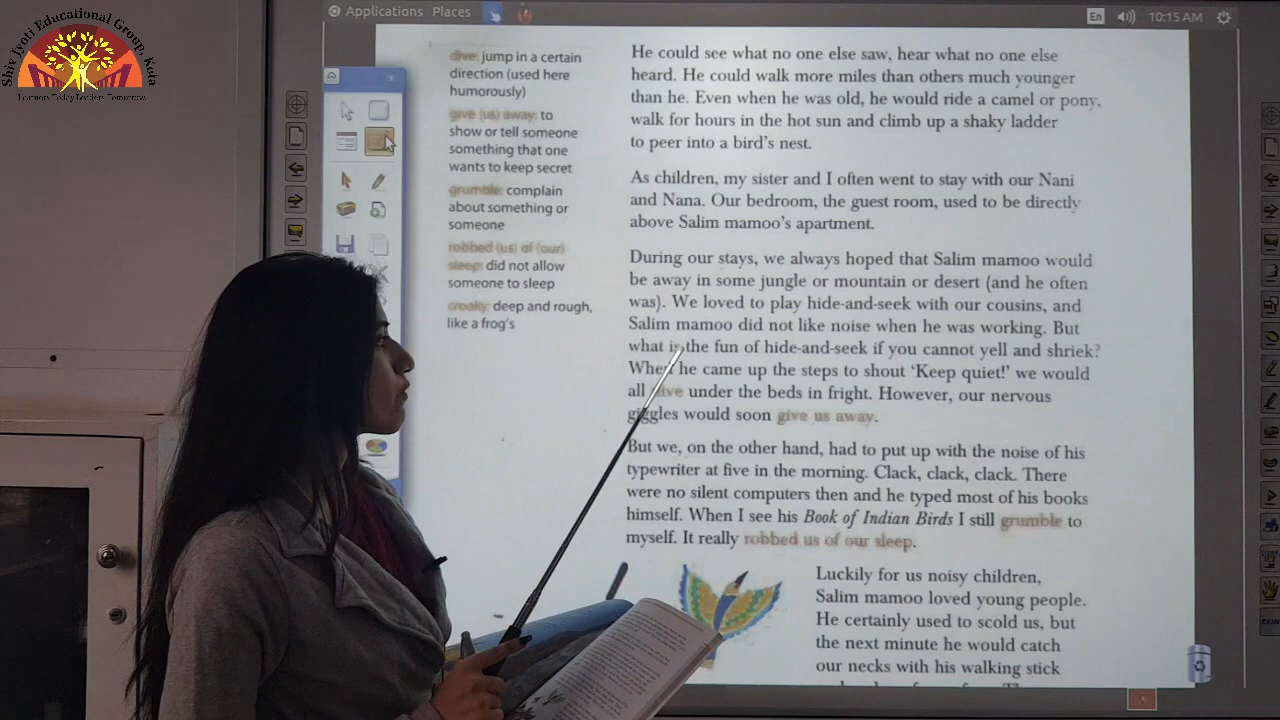 Shiv Jyoti Educational Group, Kota
Learners Today Leaders Tomorrow
Applications Places
En
10:15 AM
dive: jump in a certain
direction (used here
humorously)
give (us) away: to
show or tell someone
something that one
wants to keep secret
grumble: complain
about something or
someone
robbed (us) of (our)
sleep: did not allow
someone to sleep
croaky: deep and rough,
like a frog's
He could see what no one else saw, hear what no one else
heard. He could walk more miles than others much younger
than he. Even when he was old, he would ride a camel or pony,
walk for hours in the hot sun and climb up a shaky ladder
to peer into a bird's nest.
As children, my sister and I often went to stay with our Nani
and Nana. Our bedroom, the guest room, used to be directly
above Salim mamoo's apartment.
During our stays, we always hoped that Salim mamoo would
be away in some jungle or mountain or desert (and he often
was). We loved to play hide-and-seek with our cousins, and
Salim mamoo did not like noise when he was working. But
what is the fun of hide-and-seek if you cannot yell and shriek?
When he came up the steps to shout 'Keep quiet!' we would
all dive under the beds in fright. However, our nervous
giggles would soon give us away.
But we, on the other hand, had to put up with the noise of his
typewriter at five in the morning. Clack, clack, clack. There
were no silent computers then and he typed most of his books
himself. When I see his Book of Indian Birds I still grumble to
myself. It really robbed us of our sleep.
Luckily for us noisy children,
Salim mamoo loved young people.
He certainly used to scold us, but
the next minute he would catch
our necks with his walking stick